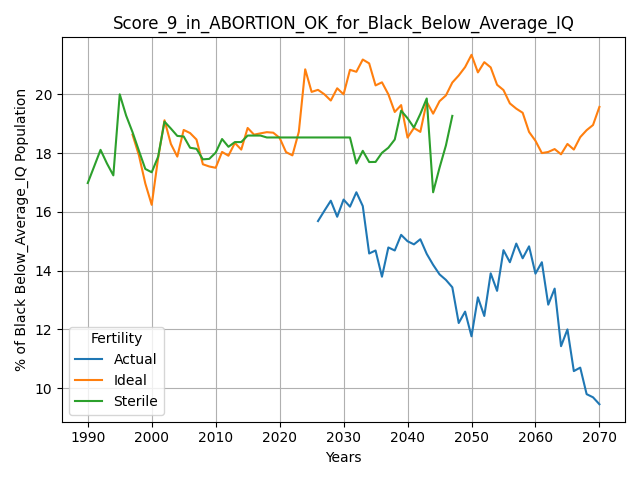 Score_9_in_ABORTION_OK_for_Black_Below_Average_IQ
% of Black Below_Average_IQ Population
20
18
16
14
12
10
Fertility
Actual
Ideal
Sterile
1990 2000 2010 2020 2030 2040 2050 2060 2070
Years